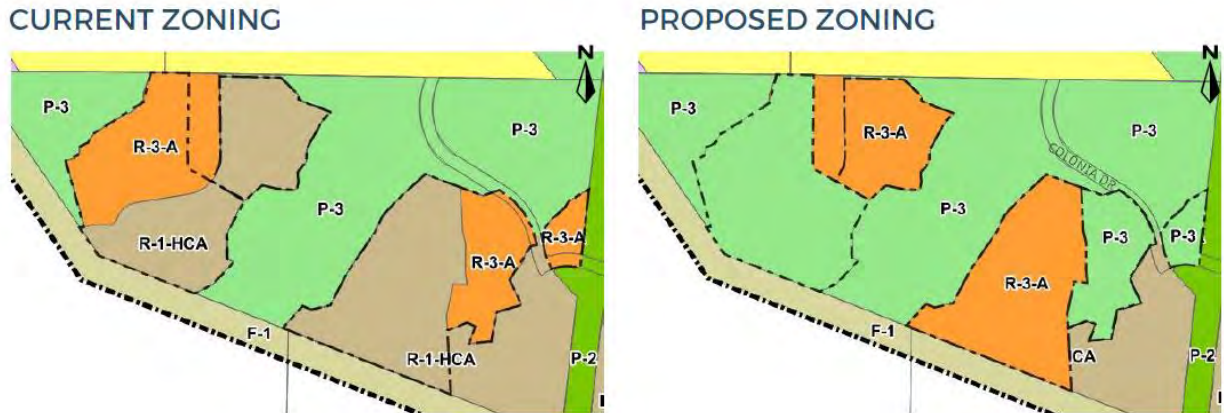 CURRENT ZONING
N
P-3
P-3
R-3-A
P-3
R-1-HCA
R-3-A
R-3-A
F-1
R-1-HCA
P-2
PROPOSED ZONING
N
P-3
P-3
R-3-A
COLONIA DR
P-3
P-3
P-3
R-3-A
F-1
CA
P-2